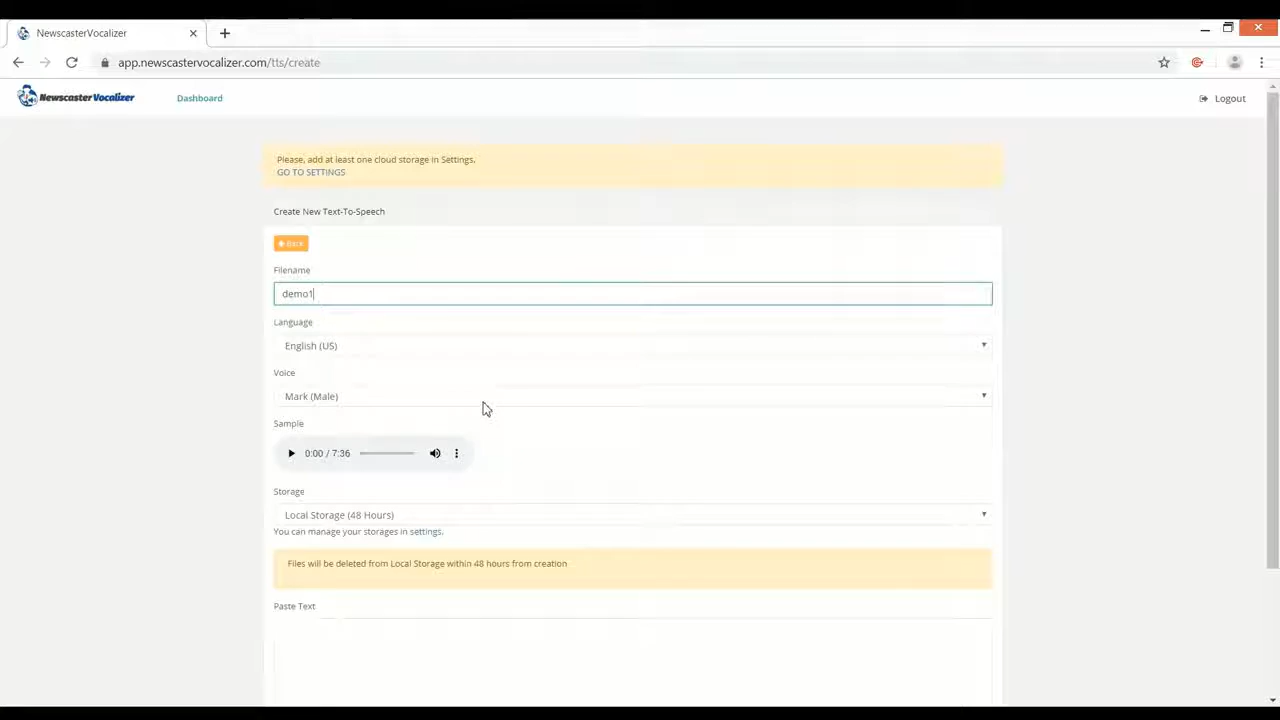 NewscasterVocalizer
app.newscastervocalizer.com/tts/create
Newscaster Vocalizer
Dashboard
Logout
Please, add at least one cloud storage in Settings.
GO TO SETTINGS
Create New Text-To-Speech
Back
Filename
demo1
Language
English (US)
Voice
Mark (Male)
Sample
0:00 / 7:36
Storage
Local Storage (48 Hours)
You can manage your storages in settings.
Files will be deleted from Local Storage within 48 hours from creation
Paste Text